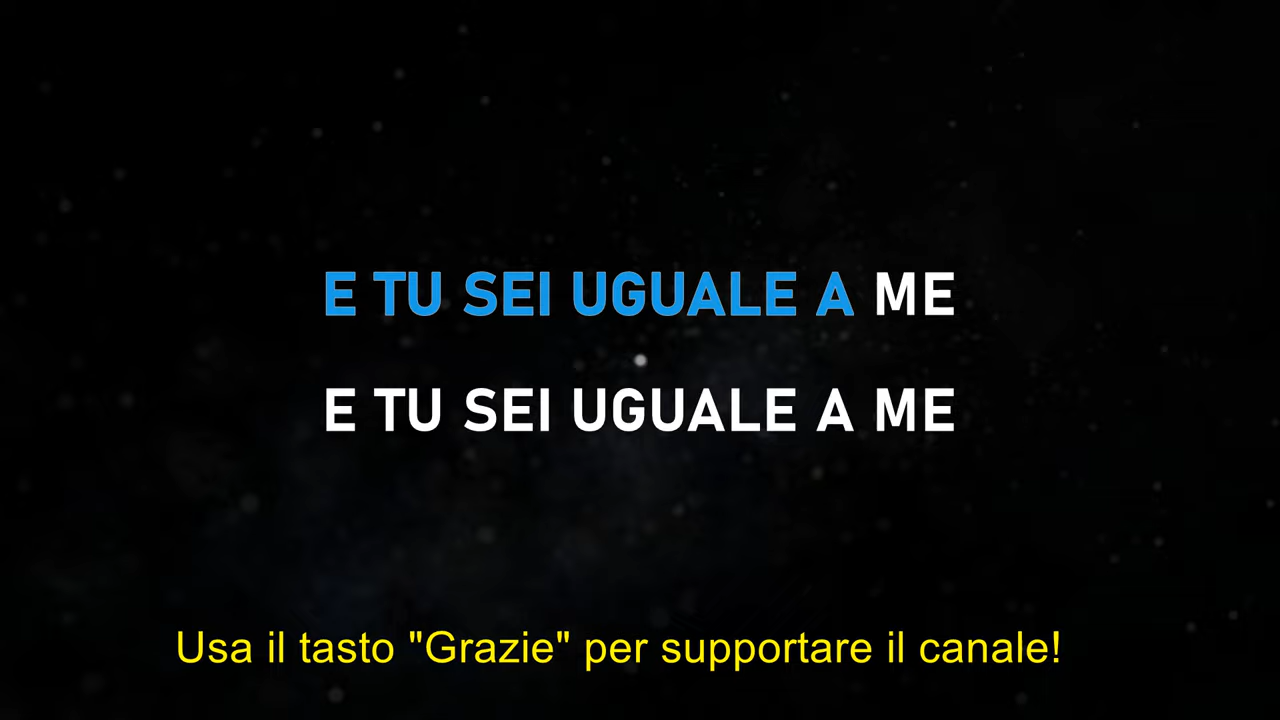 E TU SEI UGUALE A ME
E TU SEI UGUALE A ME
Usa il tasto "Grazie" per supportare il canale!